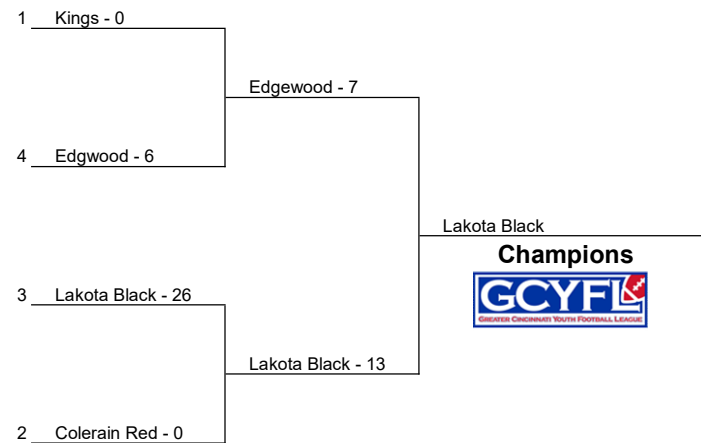 1 Kings - 0
Edgewood - 7
4 Edgwood - 6
Lakota Black
Champions
GCYFL
GREATER CINCINNATI YOUTH FOOTBALL LEAGUE
3 Lakota Black - 26
Lakota Black - 13
2 Colerain Red - 0